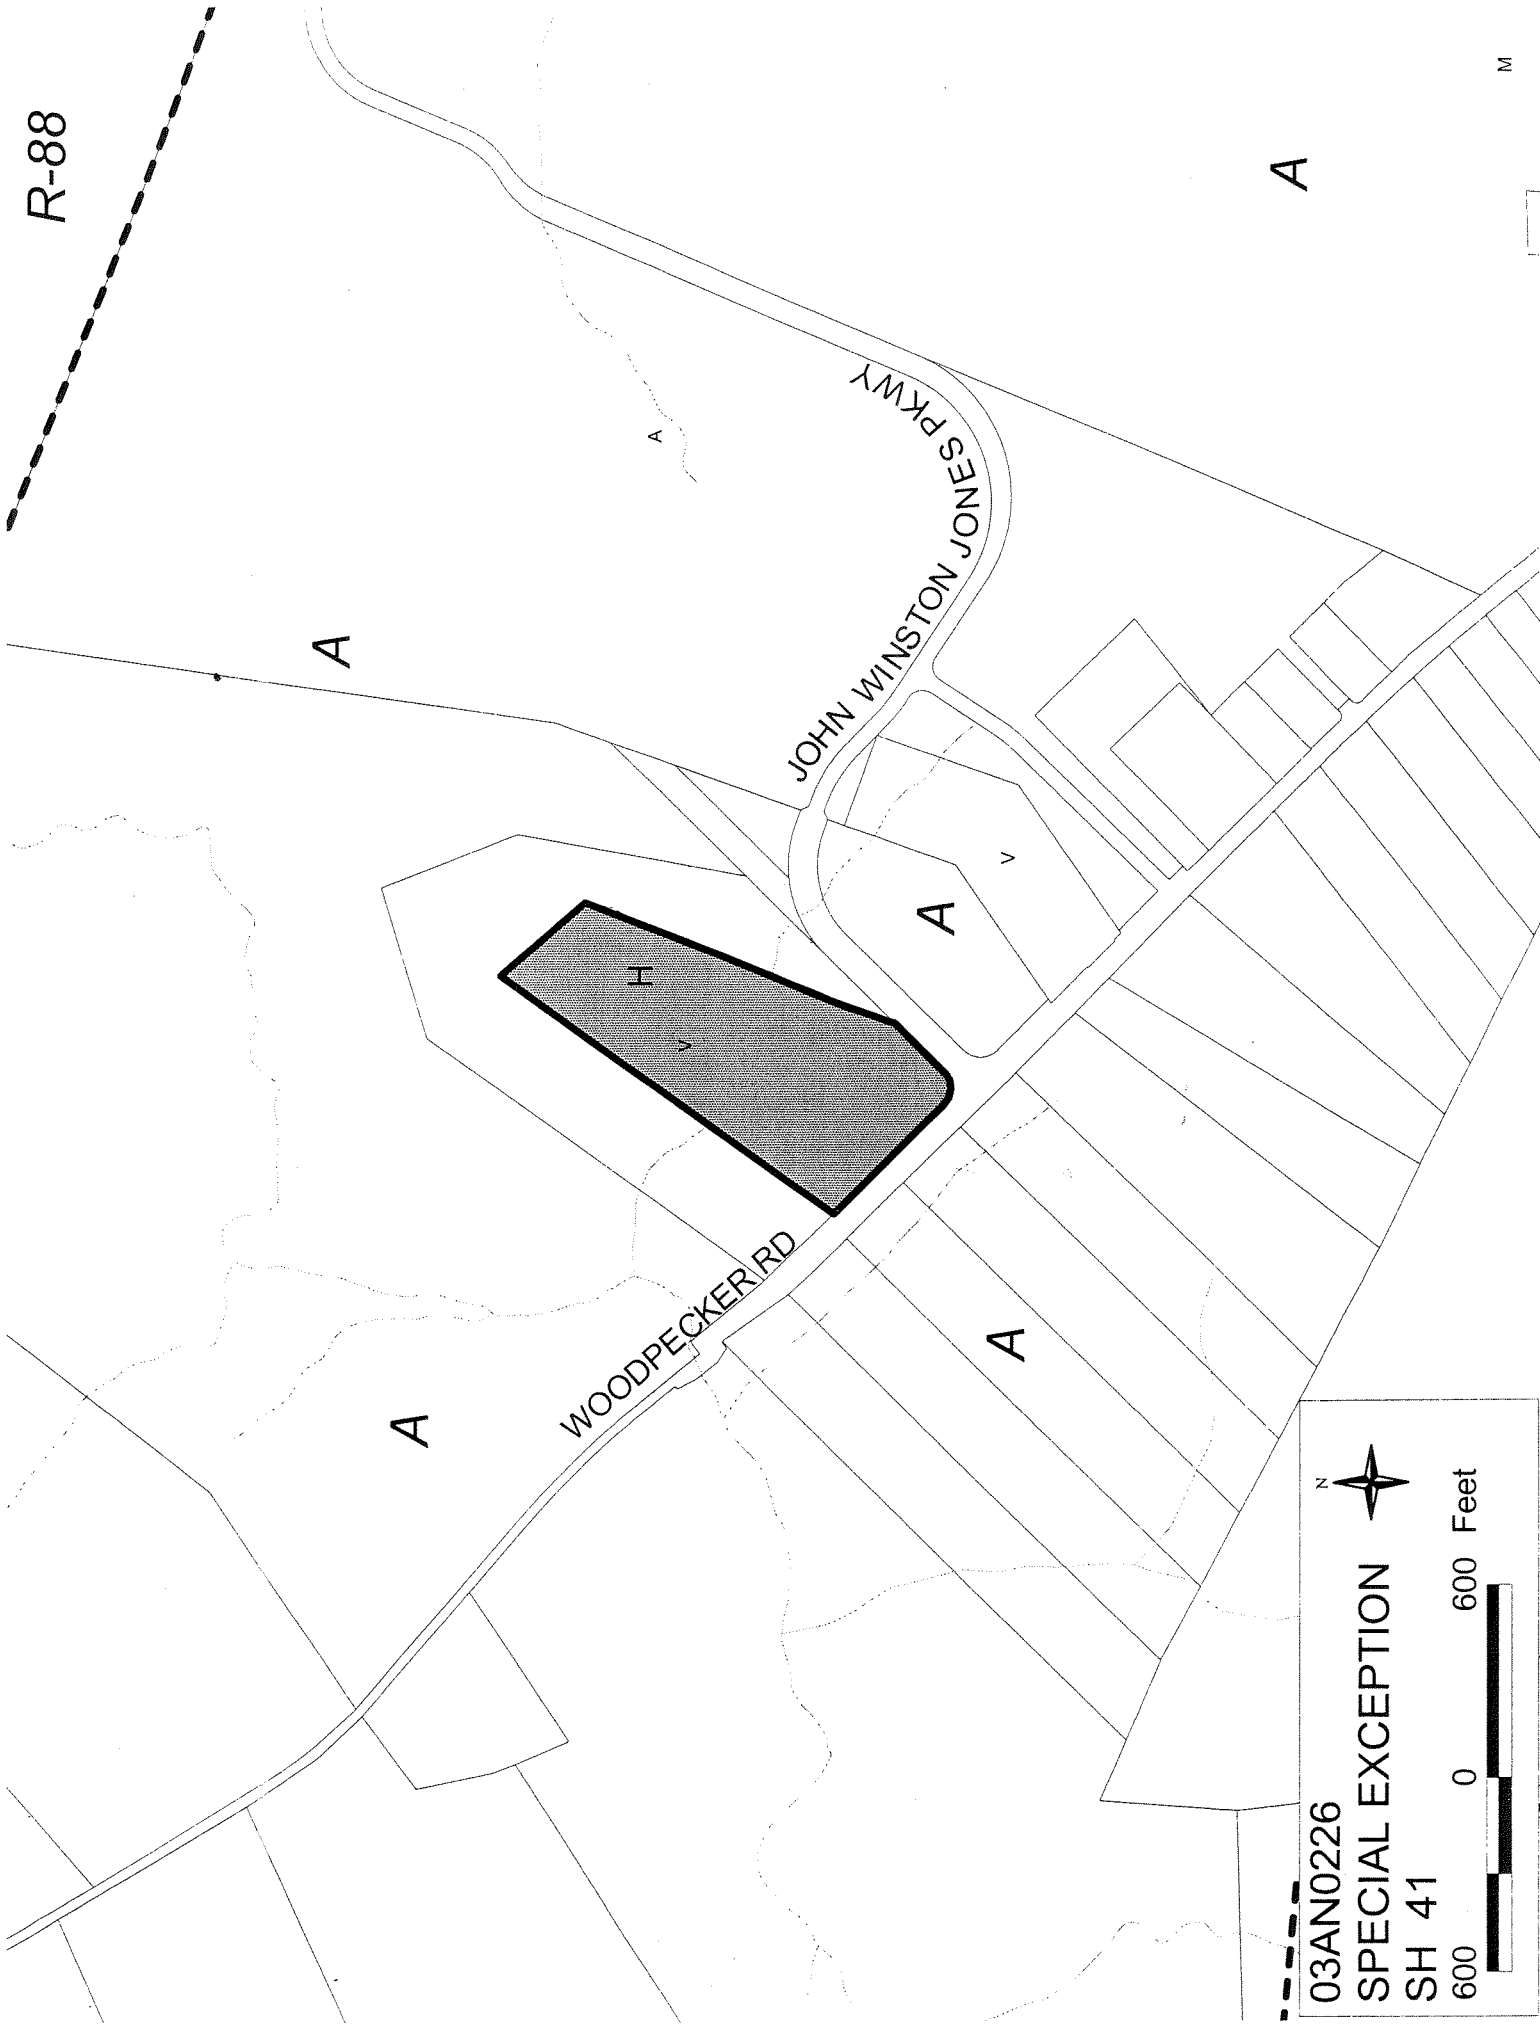 R-88
M
A
A
A
JOHN WINSTON JONES PKWY
A
H
V
V
A
WOODPECKER RD
A
A
N
03AN0226
SPECIAL EXCEPTION
SH 41
600 0 600 Feet